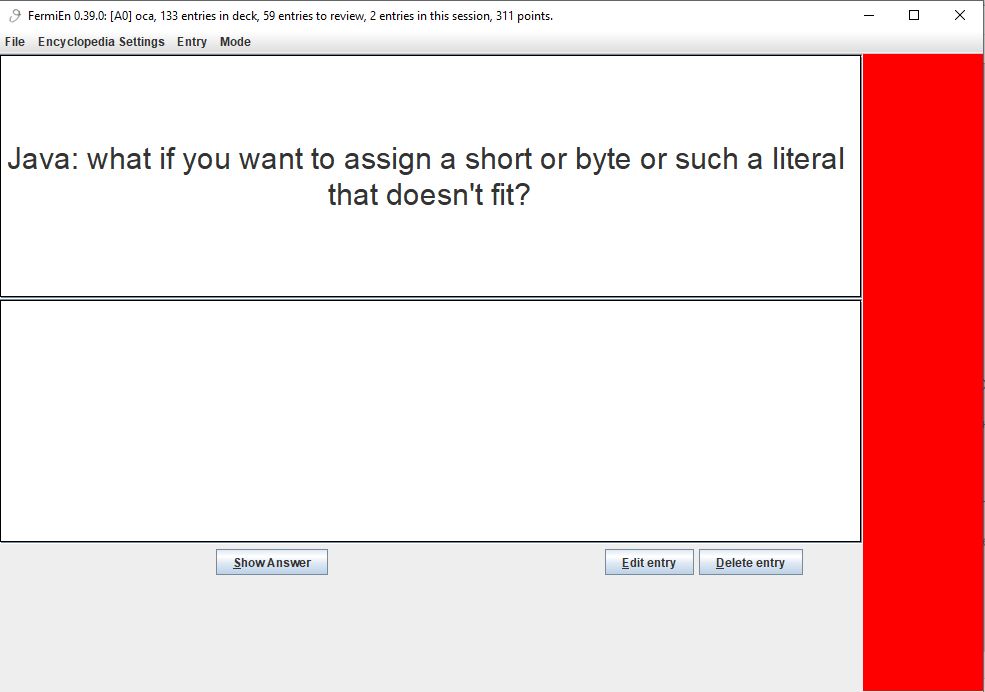 FermiEn 0.39.0: [A0] oca, 133 entries in deck, 59 entries to review, 2 entries in this session, 311 points.
File Encyclopedia Settings Entry Mode
Java: what if you want to assign a short or byte or such a literal
that doesn't fit?
Show Answer Edit entry Delete entry